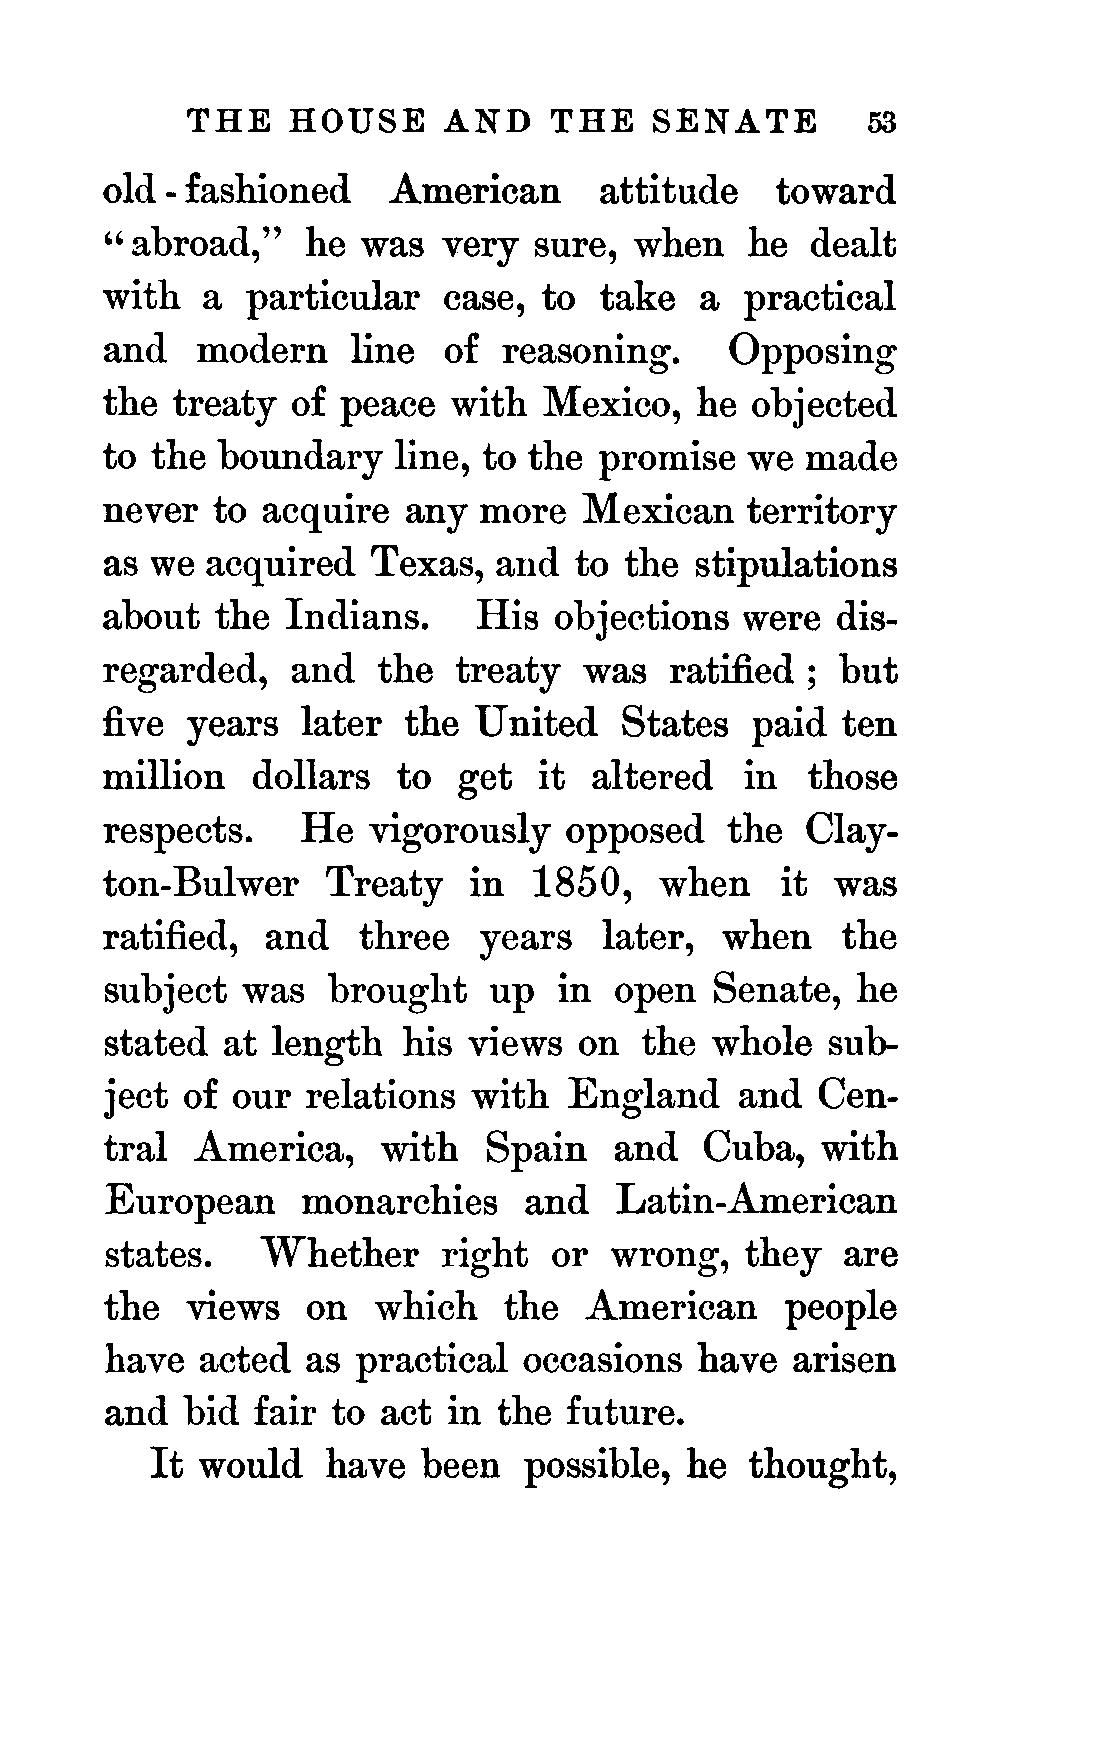 THE HOUSE AND THE SENATE 53
old-fashioned American attitude toward
"abroad," he was very sure, when he dealt
with a particular case, to take a practical
and modern line of reasoning. Opposing
the treaty of peace with Mexico, he objected
to the boundary line, to the promise we made
never to acquire any more Mexican territory
as we acquired Texas, and to the stipulations
about the Indians. His objections were dis-
regarded, and the treaty was ratified ; but
five years later the United States paid ten
million dollars to get it altered in those
respects. He vigorously opposed the Clay-
ton-Bulwer Treaty in 1850, when it was
ratified, and three years later, when the
subject was brought up in open Senate, he
stated at length his views on the whole sub-
ject of our relations with England and Cen-
tral America, with Spain and Cuba, with
European monarchies and Latin-American
states. Whether right or wrong, they are
the views on which the American people
have acted as practical occasions have arisen
and bid fair to act in the future.
It would have been possible, he thought,